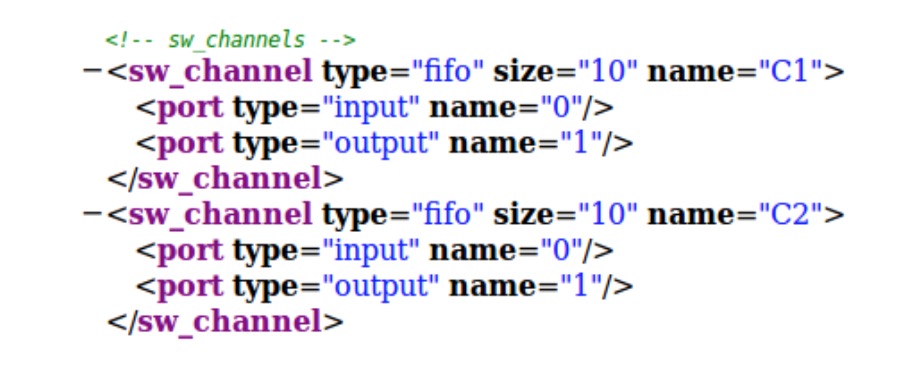 <!-- sw_channels -->
−<sw_channel type="fifo" size="10" name="C1">
<port type="input" name="0"/>
<port type="output" name="1"/>
</sw_channel>
−<sw_channel type="fifo" size="10" name="C2">
<port type="input" name="0"/>
<port type="output" name="1"/>
</sw_channel>